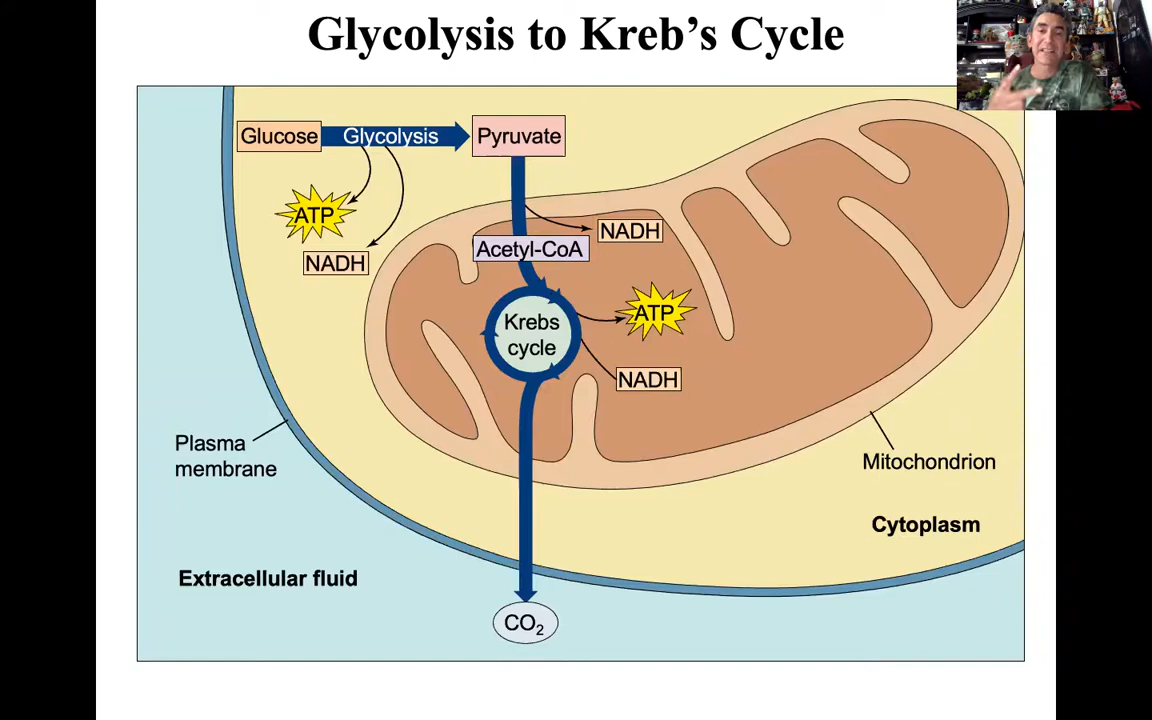 Glycolysis to Kreb's Cycle
Glucose
Glycolysis
Pyruvate
ATP
NADH
NADH
Acetyl-CoA
Krebs
cycle
ATP
NADH
Plasma
membrane
Mitochondrion
Cytoplasm
Extracellular fluid
CO₂